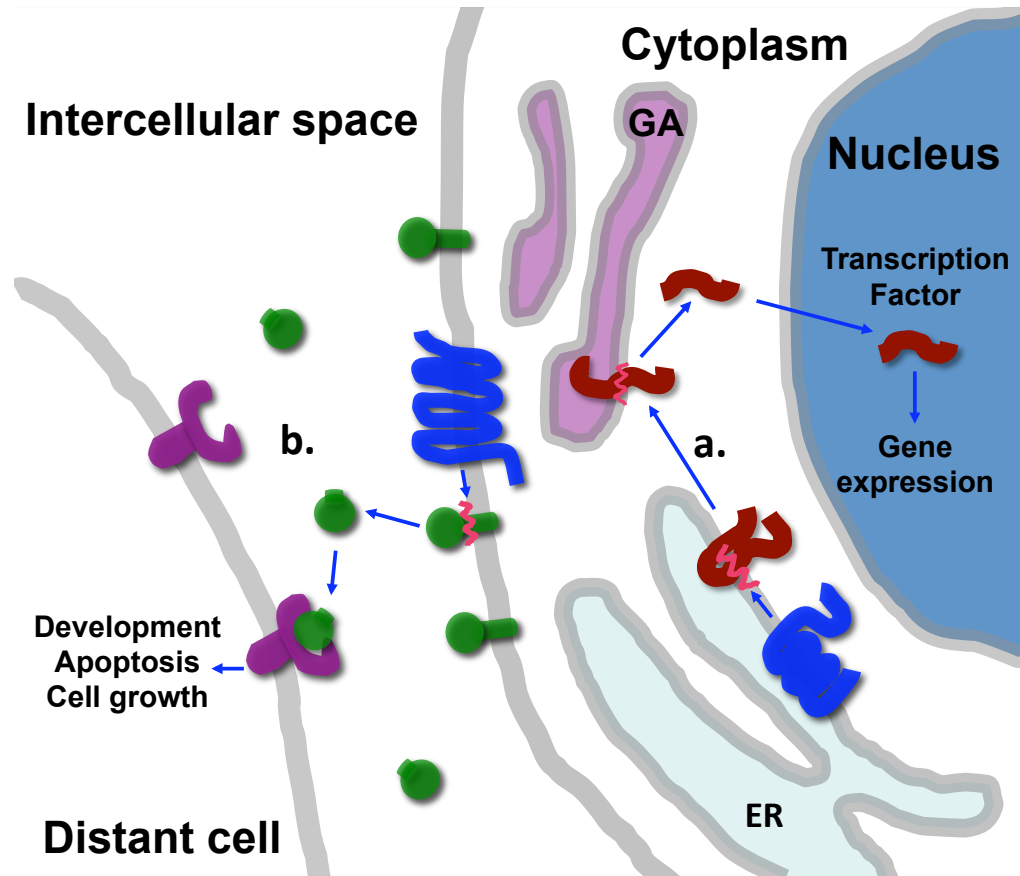 Cytoplasm
Intercellular space
GA
Nucleus
Transcription
Factor
a.
b.
Gene
expression
Development
Apoptosis
Cell growth
ER
Distant cell